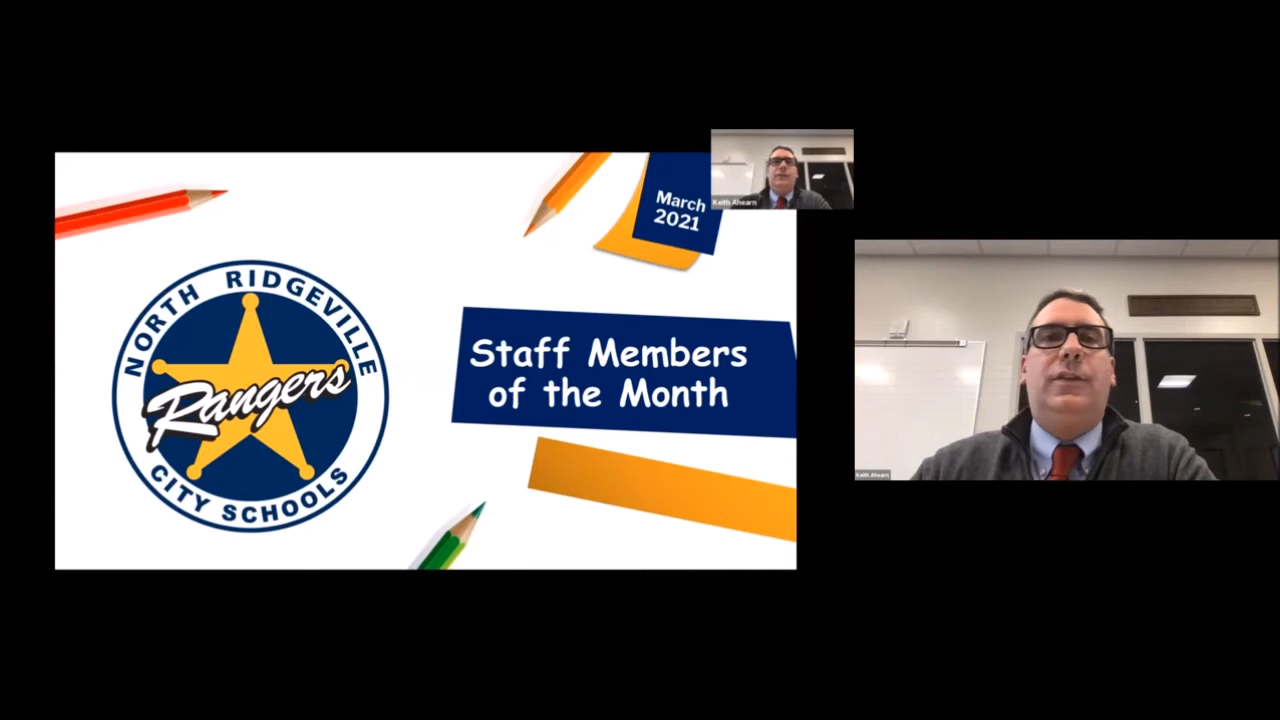 March
2021
Keith Ahearn
NORTH RIDGEVILLE
Rangers
CITY SCHOOLS
Staff Members
of the Month
Keith Ahearn